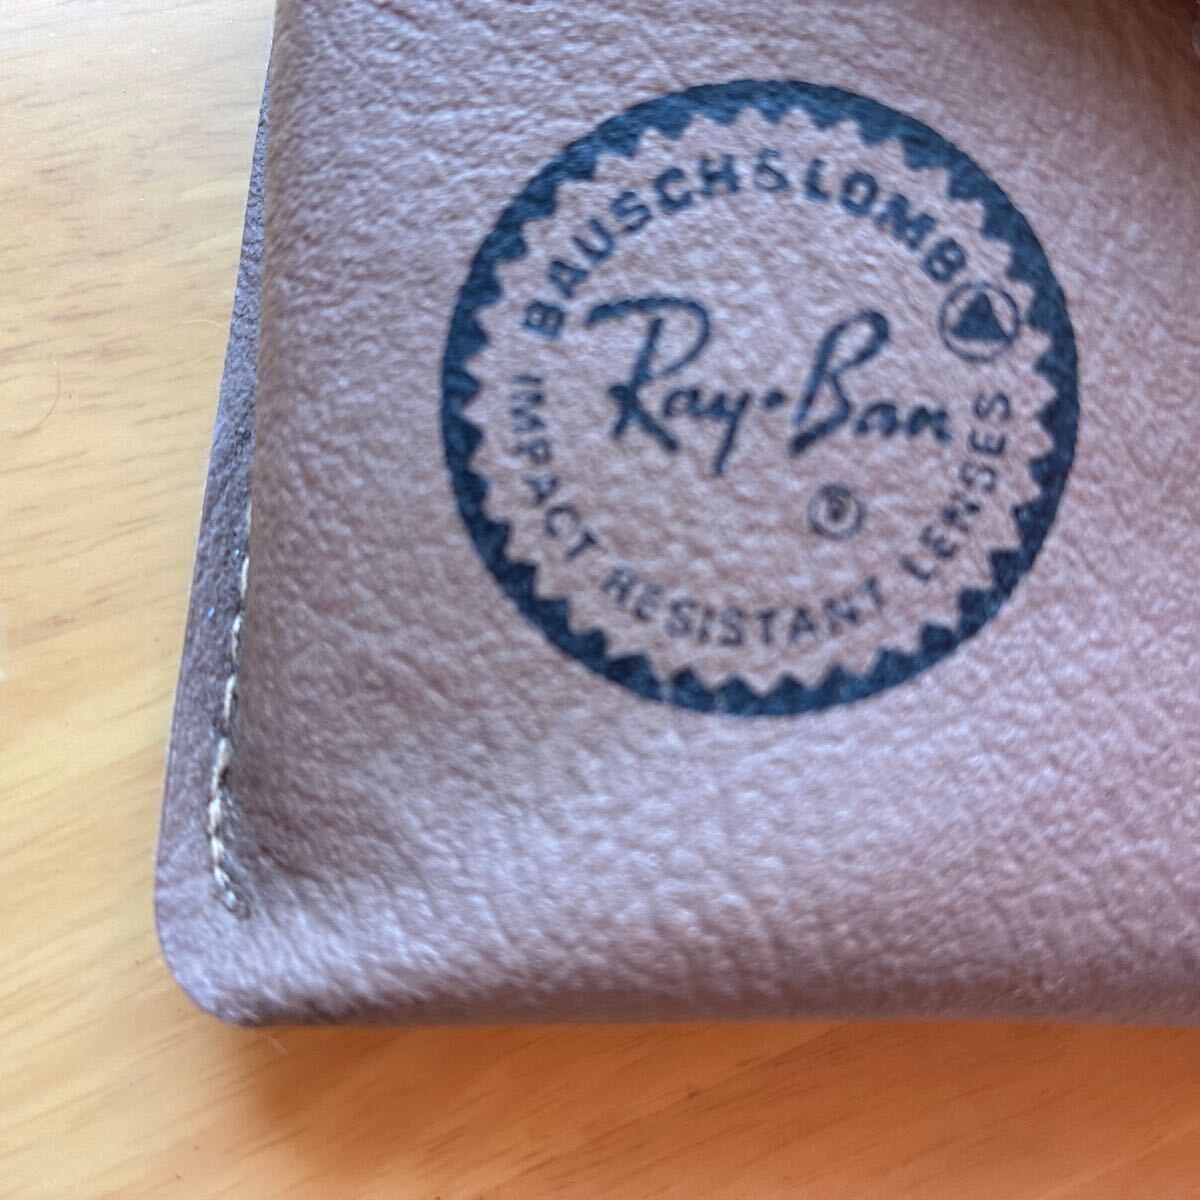 BAUSCH & LOMB
Ray-Ban
®
IMPACT RESISTANT LENSES